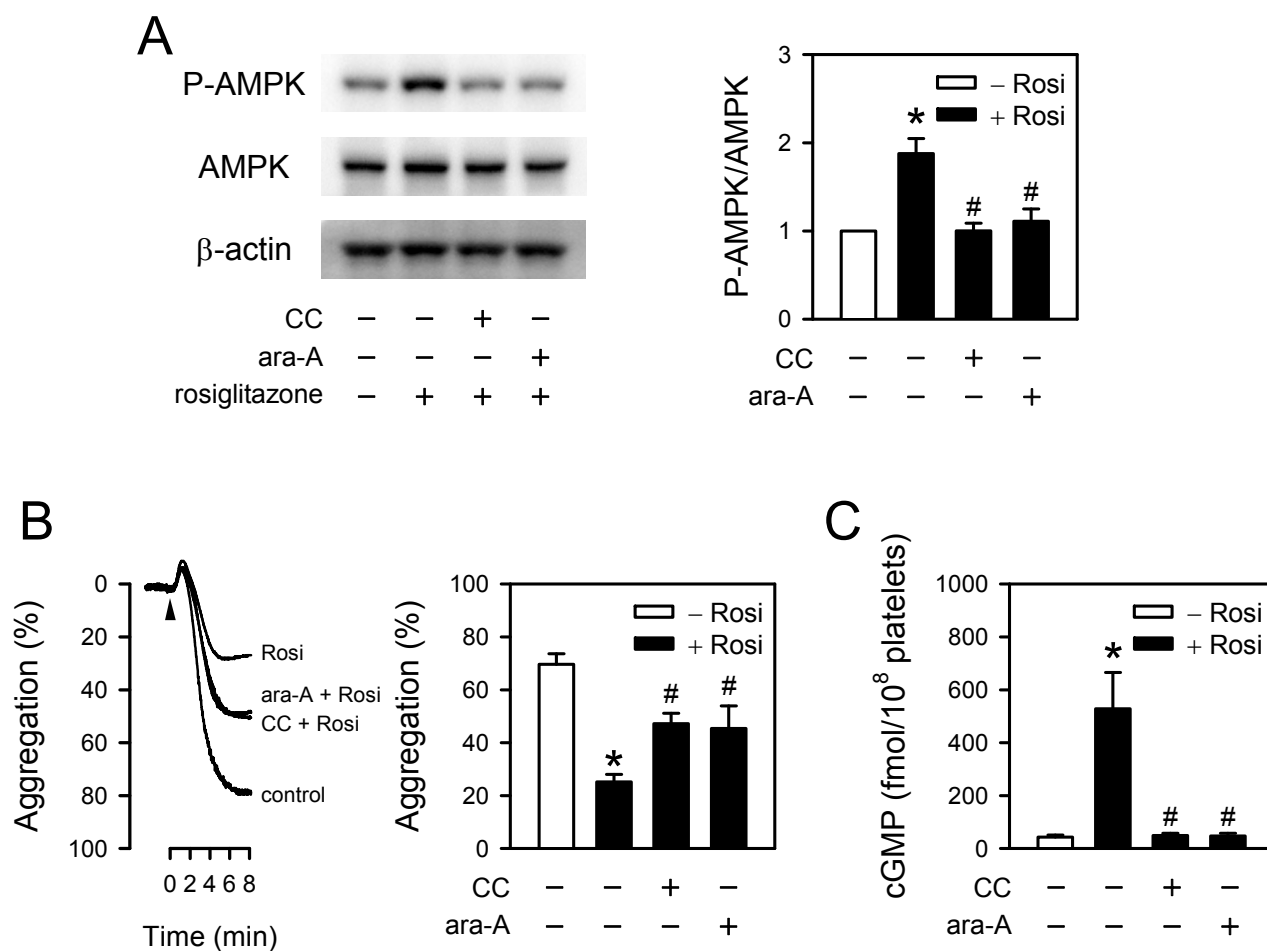 A
P-AMPK
AMPK
β-actin
CC − − + −
ara-A − − − +
rosiglitazone − + + +
P-AMPK/AMPK
3
2
1
0
− Rosi
+ Rosi
*
#
#
CC − − + −
ara-A − − − +
B
Aggregation (%)
0
20
40
60
80
100
Rosi
ara-A + Rosi
CC + Rosi
control
0 2 4 6 8
Time (min)
Aggregation (%)
100
80
60
40
20
0
− Rosi
+ Rosi
*
#
#
CC − − + −
ara-A − − − +
C
cGMP (fmol/10⁸ platelets)
1000
800
600
400
200
0
− Rosi
+ Rosi
*
#
#
CC − − + −
ara-A − − − +